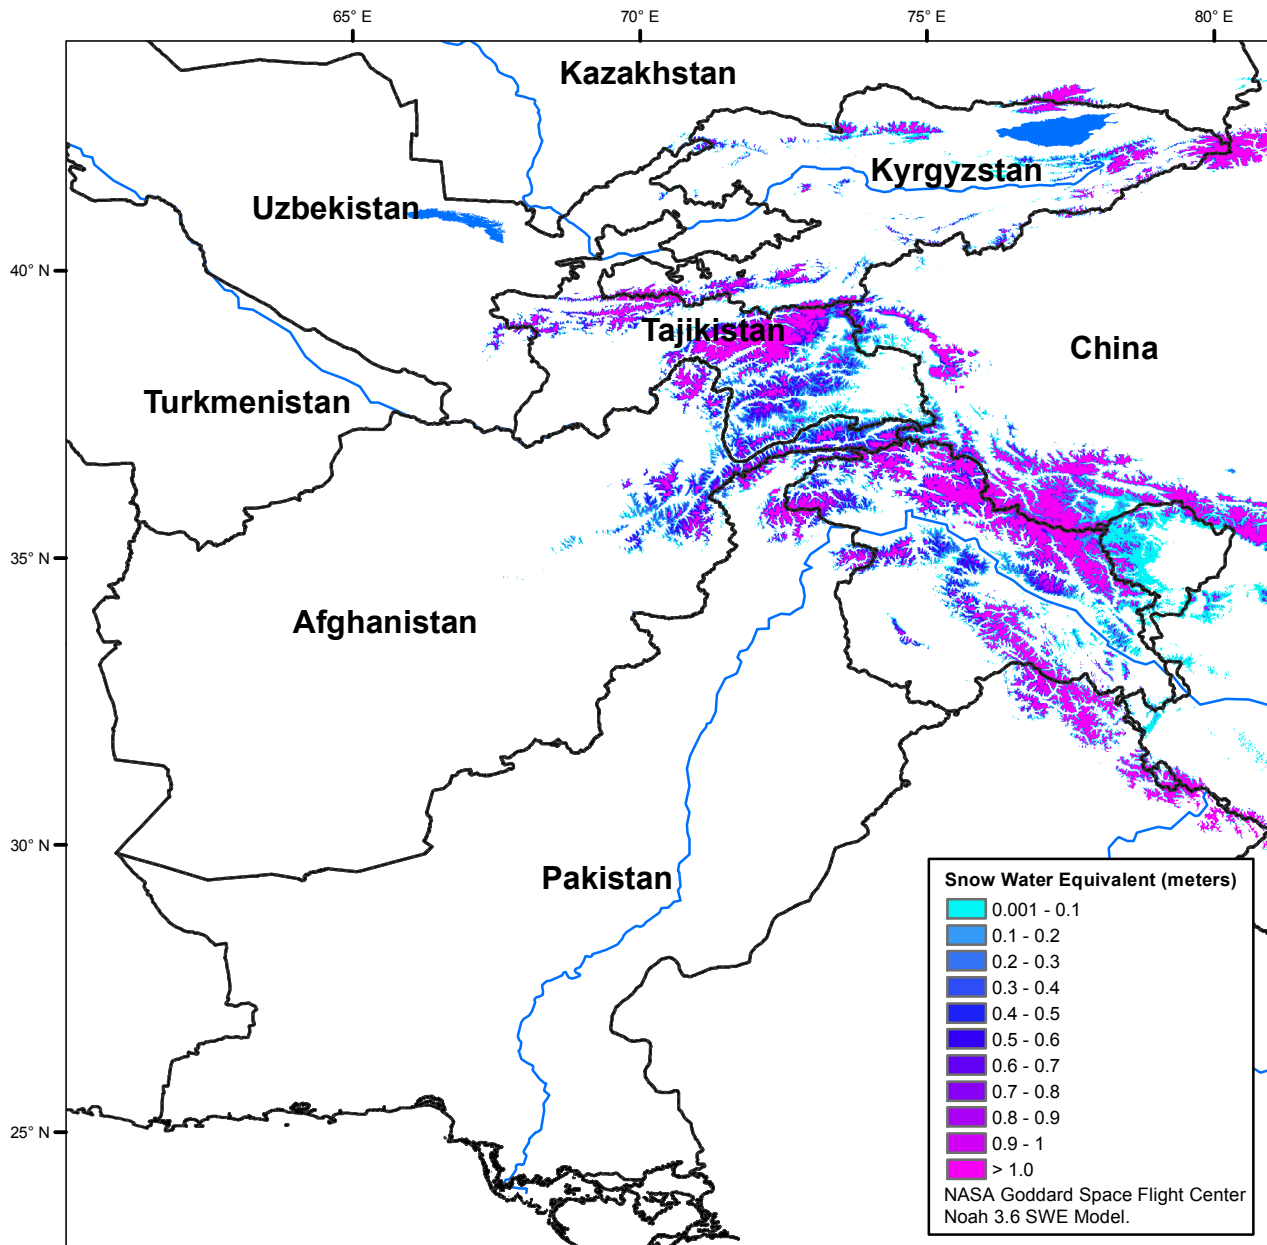 65° E
70° E
75° E
80° E
Kazakhstan
Kyrgyzstan
Uzbekistan
40° N
Tajikistan
China
Turkmenistan
35° N
Afghanistan
30° N
Pakistan
Snow Water Equivalent (meters)
0.001 - 0.1
0.1 - 0.2
0.2 - 0.3
0.3 - 0.4
0.4 - 0.5
0.5 - 0.6
0.6 - 0.7
0.7 - 0.8
0.8 - 0.9
0.9 - 1
> 1.0
NASA Goddard Space Flight Center
Noah 3.6 SWE Model.
25° N